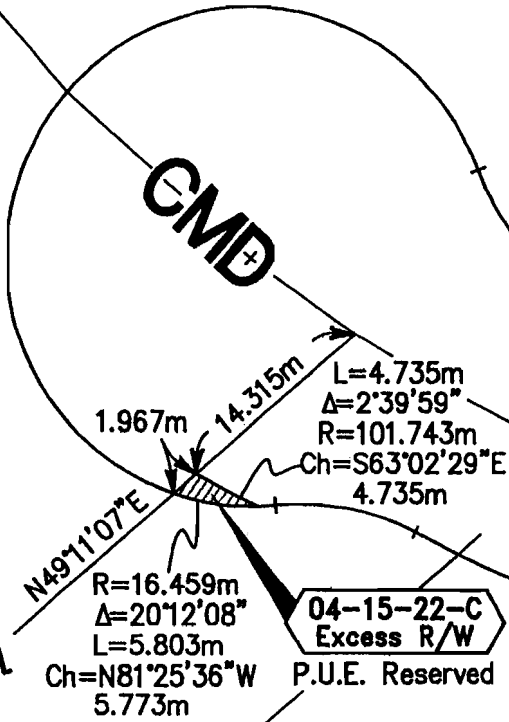 CMD
14.315m
1.967m
L=4.735m
Δ=2°39'59"
R=101.743m
Ch=S63°02'29"E
4.735m
N49°11'07"E
R=16.459m
Δ=20°12'08"
L=5.803m
Ch=N81°25'36"W
5.773m
04-15-22-C
Excess R/W
P.U.E. Reserved